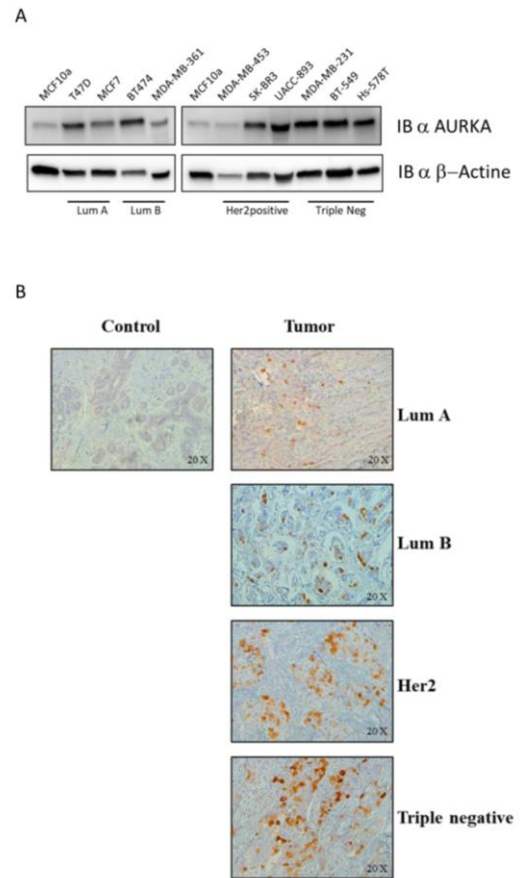 A
MCF10a
T47D
MCF7
BT474
MDA-MB-361
MCF10a
MDA-MB-453
SK-BR3
UACC-893
MDA-MB-231
BT-549
Hs-578T
IB α AURKA
IB α β–Actine
Lum A
Lum B
Her2positive
Triple Neg
B
Control
Tumor
20 X
20 X
Lum A
20 X
Lum B
20 X
Her2
20 X
Triple negative